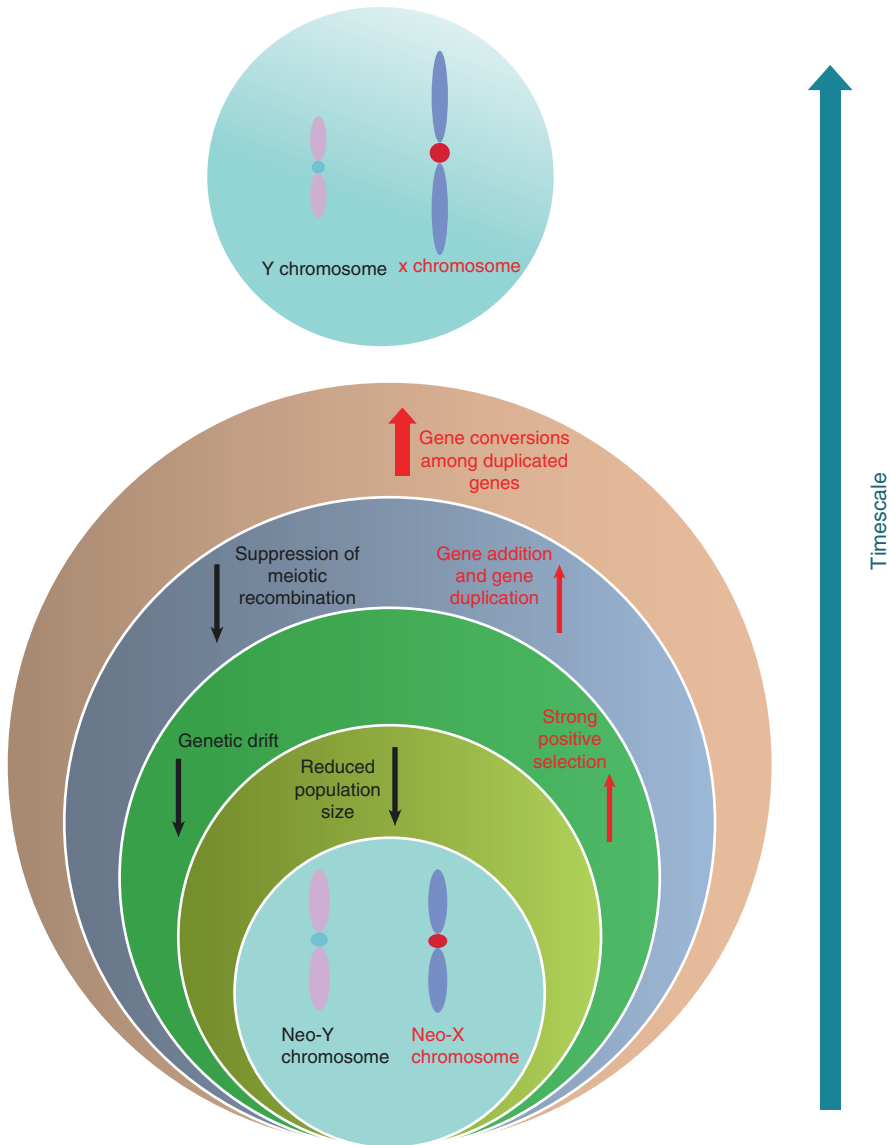 Y chromosome
x chromosome
Gene conversions
among duplicated
genes
Suppression of
meiotic
recombination
Gene addition
and gene
duplication
Genetic drift
Strong
positive
selection
Reduced
population
size
Neo-Y
chromosome
Neo-X
chromosome
Timescale